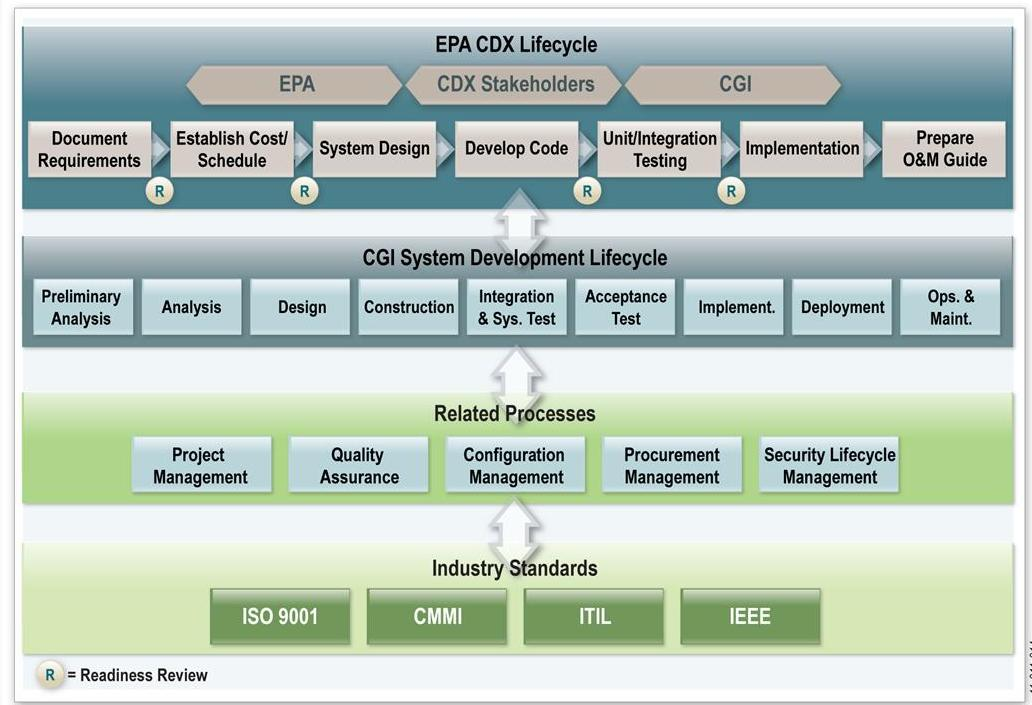 EPA CDX Lifecycle
EPA
CDX Stakeholders
CGI
Document
Requirements
Establish Cost/
Schedule
System Design
Develop Code
Unit/Integration
Testing
Implementation
Prepare
O&M Guide
R
R
R
R
CGI System Development Lifecycle
Preliminary
Analysis
Analysis
Design
Construction
Integration
& Sys. Test
Acceptance
Test
Implement.
Deployment
Ops. &
Maint.
Related Processes
Project
Management
Quality
Assurance
Configuration
Management
Procurement
Management
Security Lifecycle
Management
Industry Standards
ISO 9001
CMMI
ITIL
IEEE
R = Readiness Review